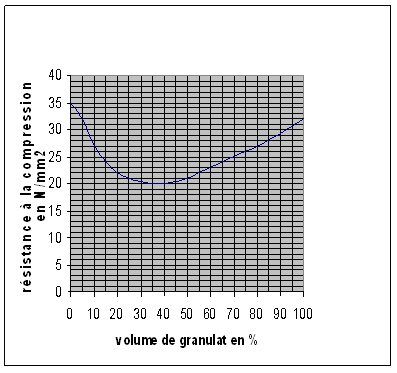 résistance à la compression
en N/mm2
40
35
30
25
20
15
10
5
0
0 10 20 30 40 50 60 70 80 90 100
volume de granulat en %